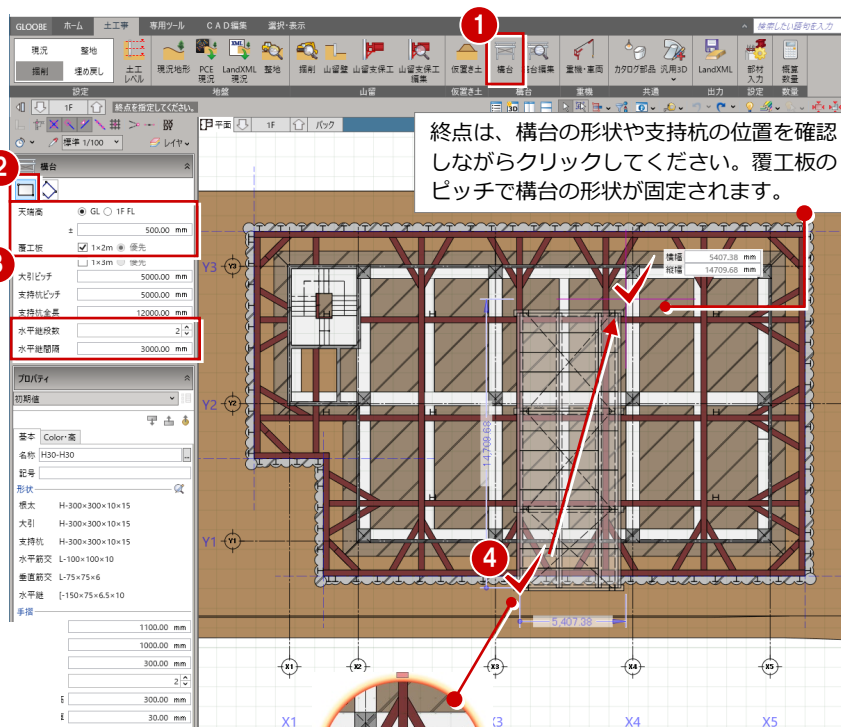 GLOOBE ホーム 土工事 専用ツール CAD編集 選択・表示 検索したい語句を入力
1
現況 整地
掘削 埋め戻し
土工レベル 現況地形 PCE現況 LandXML現況 整地 掘削 山留壁 山留支保工 山留支保工編集 仮置き土 構台 台編集 重機・車両 カタログ部品 汎用3D LandXML 部材入力 概算数量
設定 地盤 山留 仮置き土 構台 重機 共通 出力 設定 数量
1F 終点を指定してください。
平面 1F パック
標準 1/100 レイヤ
終点は、構台の形状や支持杭の位置を確認
しながらクリックしてください。覆工板の
ピッチで構台の形状が固定されます。
構台
2
天端高 GL 1F FL
± 500.00 mm
覆工板 1×2m 優先
3
1×3m 優先
大引ピッチ 5000.00 mm
支持杭ピッチ 5000.00 mm
支持杭全長 12000.00 mm
水平継段数 2
水平継間隔 3000.00 mm
プロパティ
初期値
基本 Color・高
名称 H30-H30
記号
形状
根太 H-300×300×10×15
大引 H-300×300×10×15
支持杭 H-300×300×10×15
水平筋交 L-100×100×10
垂直筋交 L-75×75×6
水平継 [-150×75×6.5×10
手摺
1100.00 mm
1000.00 mm
300.00 mm
2
300.00 mm
30.00 mm
横幅 5407.38 mm
縦幅 14709.68 mm
Y3 Y3
Y2 Y2
Y1 Y1
14,709.68
4
5,407.38
X1 X2 X3 X4 X5
X1 X3 X4 X5